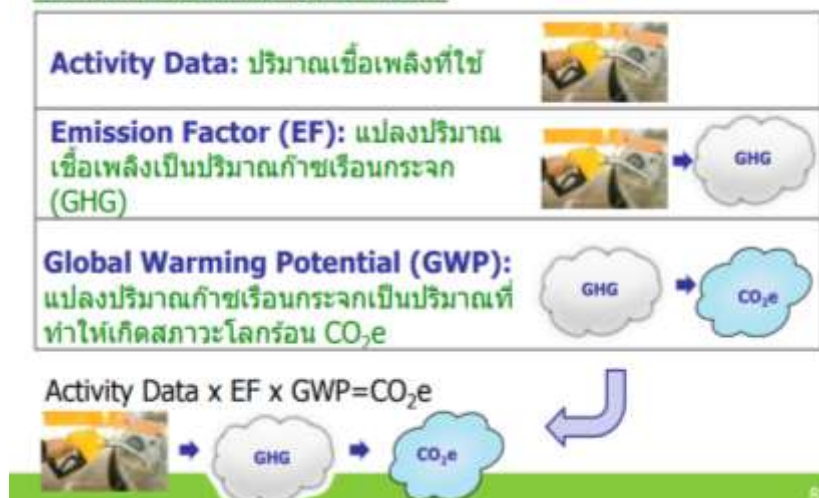 Activity Data: ปริมาณเชื้อเพลิงที่ใช้
Emission Factor (EF): แปลงปริมาณ
เชื้อเพลิงเป็นปริมาณก๊าซเรือนกระจก
(GHG)
GHG
Global Warming Potential (GWP):
แปลงปริมาณก๊าซเรือนกระจกเป็นปริมาณที่
ทำให้เกิดสภาวะโลกร้อน CO₂e
GHG
CO₂e
Activity Data x EF x GWP=CO₂e
GHG
CO₂e